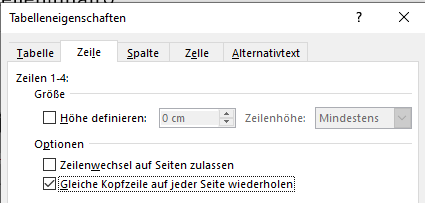 Tabelleneigenschaften ? ×
Tabelle Zeile Spalte Zelle Alternativtext
Zeilen 1-4:
Größe
Höhe definieren: 0 cm Zeilenhöhe: Mindestens
Optionen
Zeilenwechsel auf Seiten zulassen
Gleiche Kopfzeile auf jeder Seite wiederholen